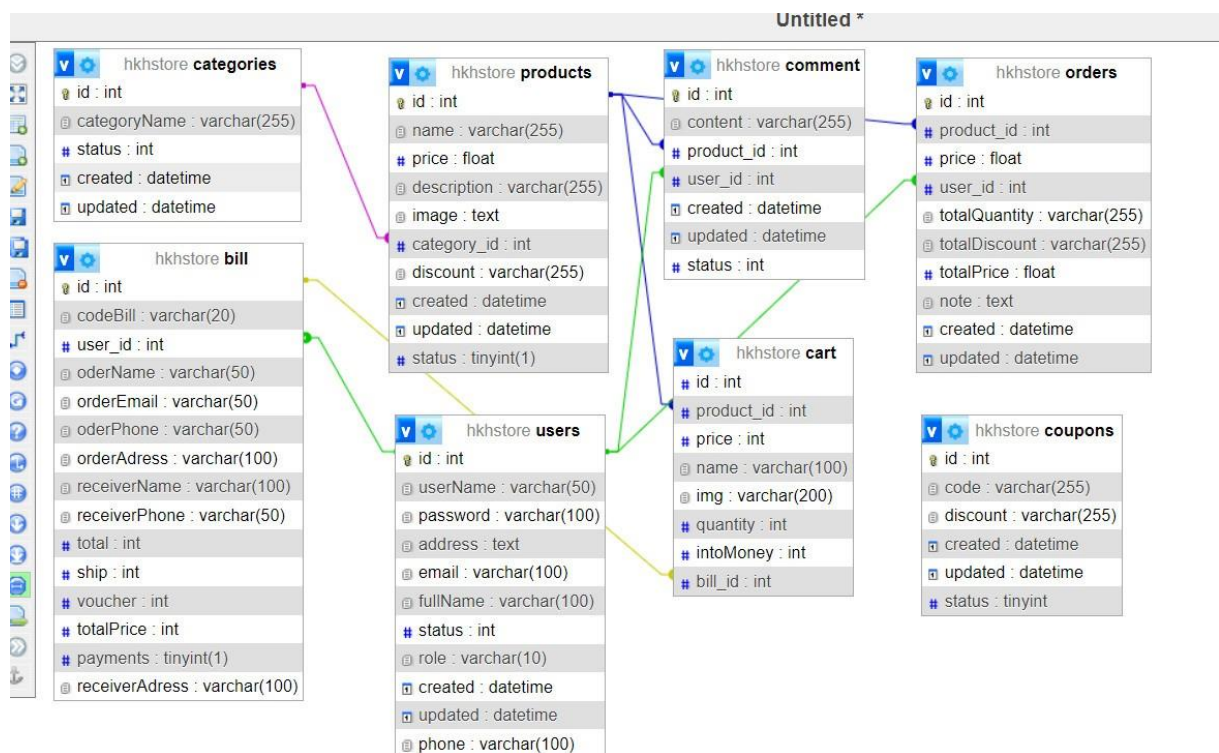 Untitled *
hkhstore categories
id : int
categoryName : varchar(255)
status : int
created : datetime
updated : datetime
hkhstore bill
id : int
codeBill : varchar(20)
user_id : int
oderName : varchar(50)
orderEmail : varchar(50)
oderPhone : varchar(50)
orderAdress : varchar(100)
receiverName : varchar(100)
receiverPhone : varchar(50)
total : int
ship : int
voucher : int
totalPrice : int
payments : tinyint(1)
receiverAdress : varchar(100)
hkhstore products
id : int
name : varchar(255)
price : float
description : varchar(255)
image : text
category_id : int
discount : varchar(255)
created : datetime
updated : datetime
status : tinyint(1)
hkhstore users
id : int
userName : varchar(50)
password : varchar(100)
address : text
email : varchar(100)
fullName : varchar(100)
status : int
role : varchar(10)
created : datetime
updated : datetime
phone : varchar(100)
hkhstore comment
id : int
content : varchar(255)
product_id : int
user_id : int
created : datetime
updated : datetime
status : int
hkhstore cart
id : int
product_id : int
price : int
name : varchar(100)
img : varchar(200)
quantity : int
intoMoney : int
bill_id : int
hkhstore orders
id : int
product_id : int
price : float
user_id : int
totalQuantity : varchar(255)
totalDiscount : varchar(255)
totalPrice : float
note : text
created : datetime
updated : datetime
hkhstore coupons
id : int
code : varchar(255)
discount : varchar(255)
created : datetime
updated : datetime
status : tinyint